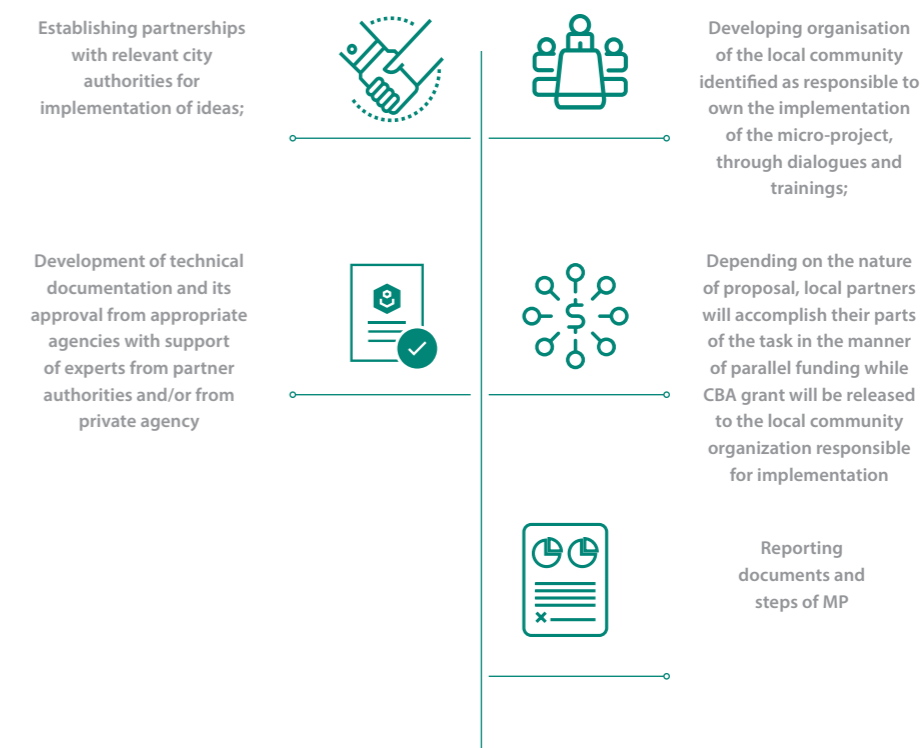 Establishing partnerships
with relevant city
authorities for
implementation of ideas;
Developing organisation
of the local community
identified as responsible to
own the implementation
of the micro-project,
through dialogues and
trainings;
Development of technical
documentation and its
approval from appropriate
agencies with support
of experts from partner
authorities and/or from
private agency
Depending on the nature
of proposal, local partners
will accomplish their parts
of the task in the manner
of parallel funding while
CBA grant will be released
to the local community
organization responsible
for implementation
Reporting
documents and
steps of MP